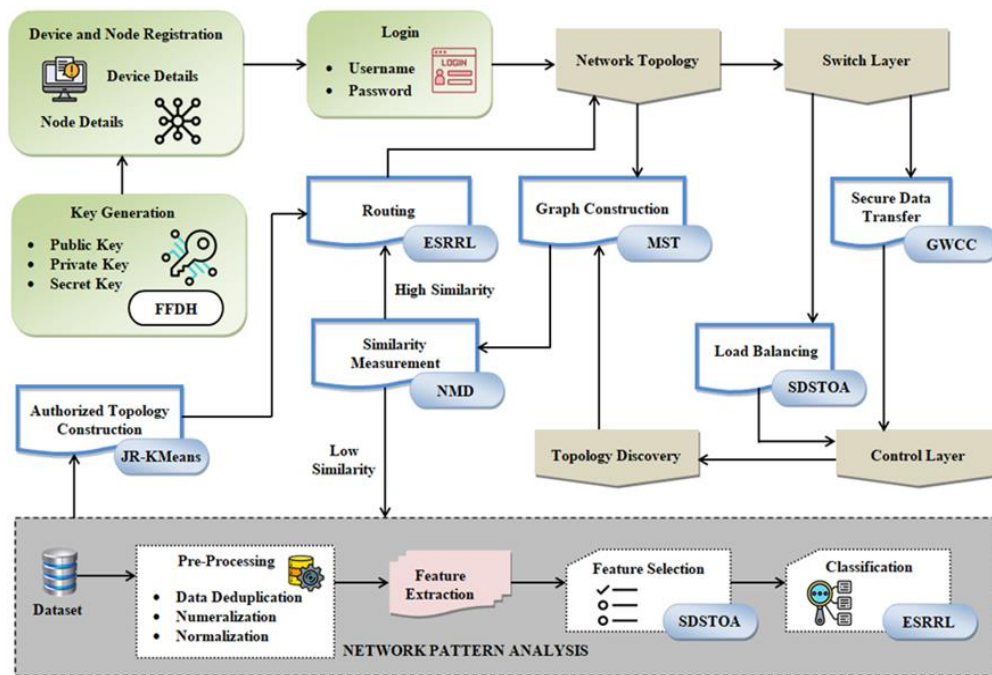 Device and Node Registration
Device Details
Node Details
Login
LOGIN
• Username
• Password
Network Topology
Switch Layer
Key Generation
• Public Key
• Private Key
• Secret Key
FFDH
Routing
ESRRL
Graph Construction
MST
Secure Data
Transfer
GWCC
High Similarity
Similarity
Measurement
NMD
Load Balancing
SDSTOA
Authorized Topology
Construction
JR-KMeans
Low
Similarity
Topology Discovery
Control Layer
Dataset
Pre-Processing
• Data Deduplication
• Numeralization
• Normalization
Feature
Extraction
Feature Selection
SDSTOA
Classification
ESRRL
NETWORK PATTERN ANALYSIS